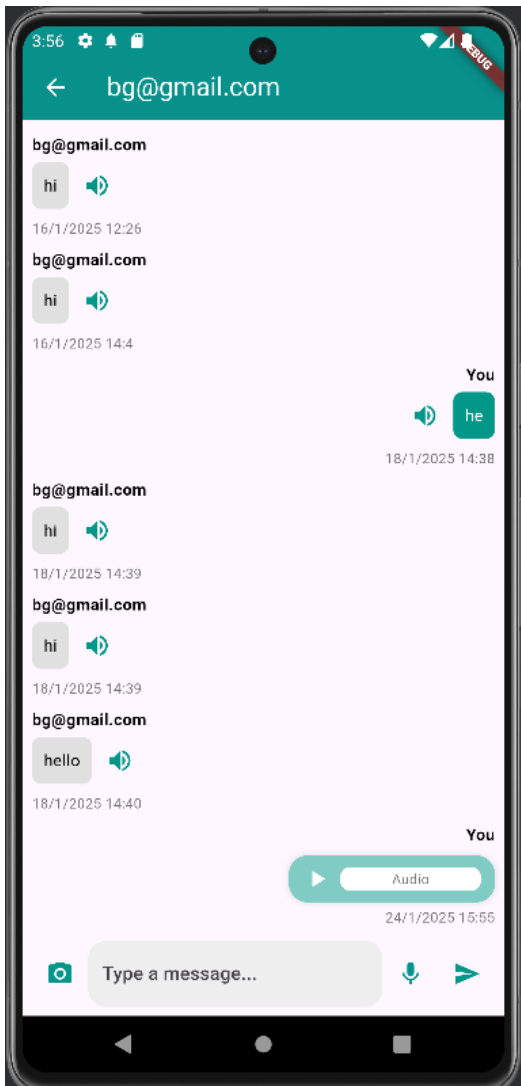 3:56
DEBUG
bg@gmail.com
bg@gmail.com
hi
16/1/2025 12:26
bg@gmail.com
hi
16/1/2025 14:4
You
he
18/1/2025 14:38
bg@gmail.com
hi
18/1/2025 14:39
bg@gmail.com
hi
18/1/2025 14:39
bg@gmail.com
hello
18/1/2025 14:40
You
Audio
24/1/2025 15:55
Type a message...